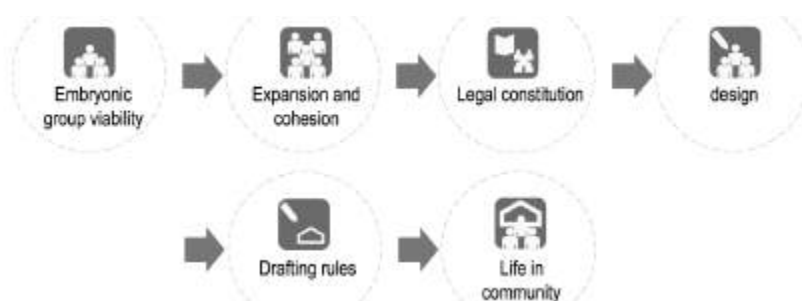 Embryonic
group viability
Expansion and
cohesion
Legal constitution
design
Drafting rules
Life in
community